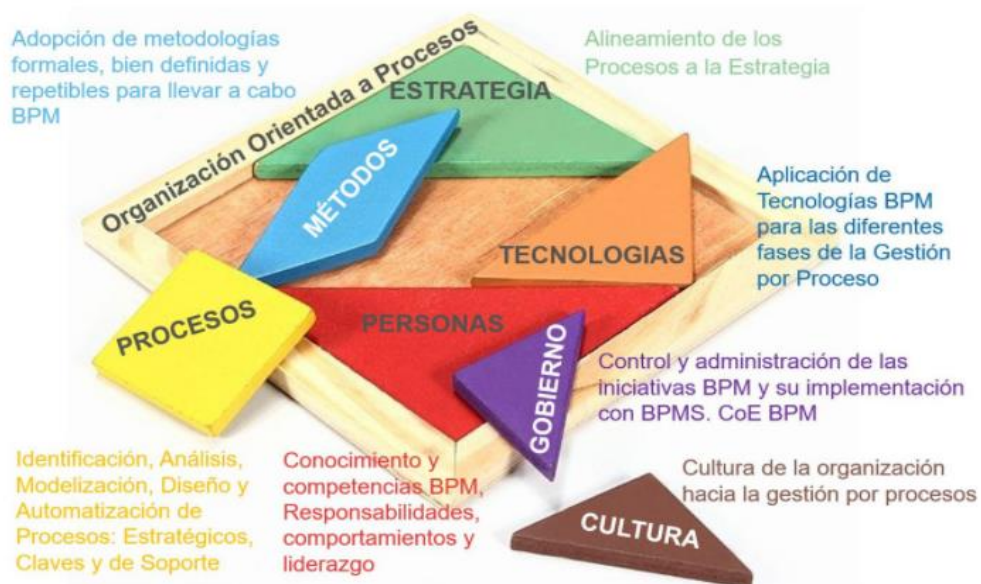 Adopción de metodologías
formales, bien definidas y
repetibles para llevar a cabo
BPM
Organización Orientada a Procesos
ESTRATEGIA
Alineamiento de los
Procesos a la Estrategia
MÉTODOS
TECNOLOGIAS
Aplicación de
Tecnologías BPM
para las diferentes
fases de la Gestión
por Proceso
PROCESOS
PERSONAS
GOBIERNO
Control y administración de las
iniciativas BPM y su implementación
con BPMS. CoE BPM
Identificación, Análisis,
Modelización, Diseño y
Automatización de
Procesos: Estratégicos,
Claves y de Soporte
Conocimiento y
competencias BPM,
Responsabilidades,
comportamientos y
liderazgo
CULTURA
Cultura de la organización
hacia la gestión por procesos